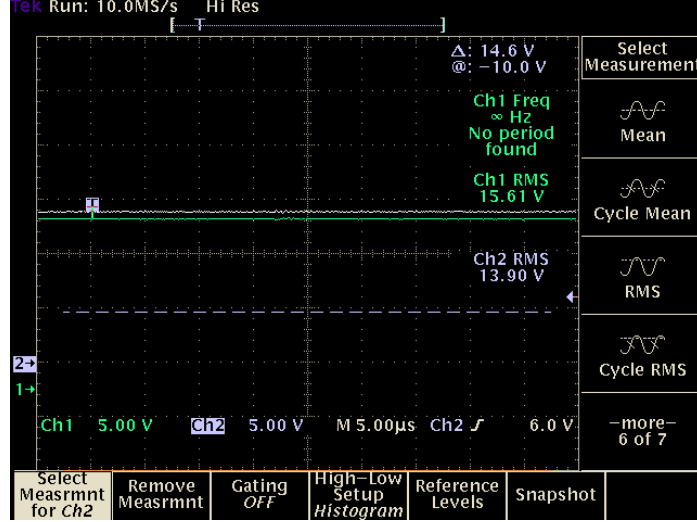 Tek Run: 10.0MS/s Hi Res
Δ: 14.6 V
@: −10.0 V
Ch1 Freq
∞ Hz
No period
found
Ch1 RMS
15.61 V
Ch2 RMS
13.90 V
T
T
2→
1→
Ch1 5.00 V Ch2 5.00 V M 5.00µs Ch2 ƒ 6.0 V
Select
Measurement
Mean
Cycle Mean
RMS
Cycle RMS
−more−
6 of 7
Select
Measrmnt
for Ch2
Remove
Measrmnt
Gating
OFF
High−Low
Setup
Histogram
Reference
Levels
Snapshot